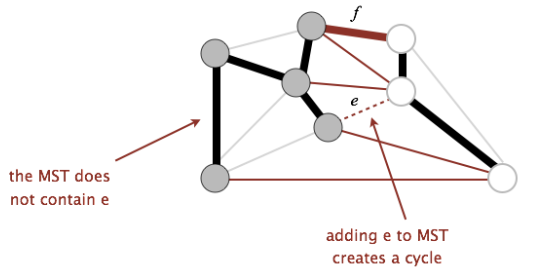 f
e
the MST does
not contain e
adding e to MST
creates a cycle